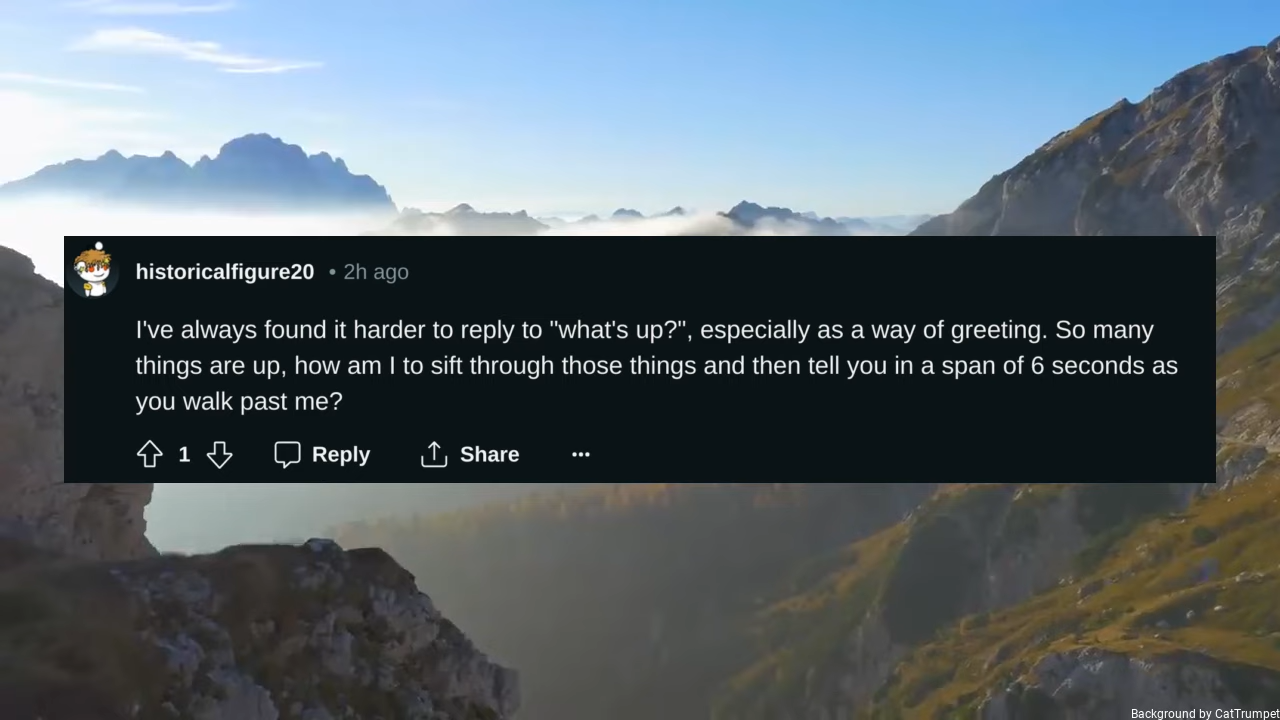 historicalfigure20 • 2h ago
I've always found it harder to reply to "what's up?", especially as a way of greeting. So many
things are up, how am I to sift through those things and then tell you in a span of 6 seconds as
you walk past me?
1 Reply Share ···
Background by CatTrumpet